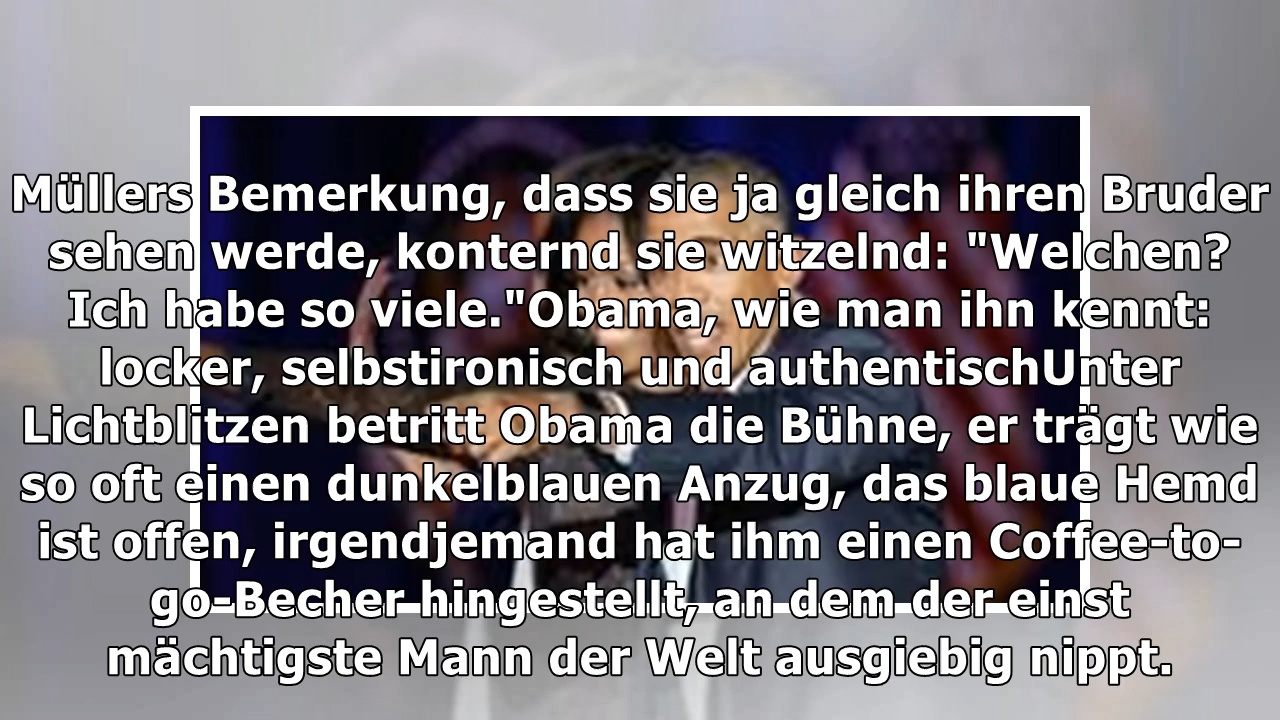 Müllers Bemerkung, dass sie ja gleich ihren Bruder
sehen werde, konternd sie witzelnd: "Welchen?
Ich habe so viele."Obama, wie man ihn kennt:
locker, selbstironisch und authentischUnter
Lichtblitzen betritt Obama die Bühne, er trägt wie
so oft einen dunkelblauen Anzug, das blaue Hemd
ist offen, irgendjemand hat ihm einen Coffee-to-
go-Becher hingestellt, an dem der einst
mächtigste Mann der Welt ausgiebig nippt.